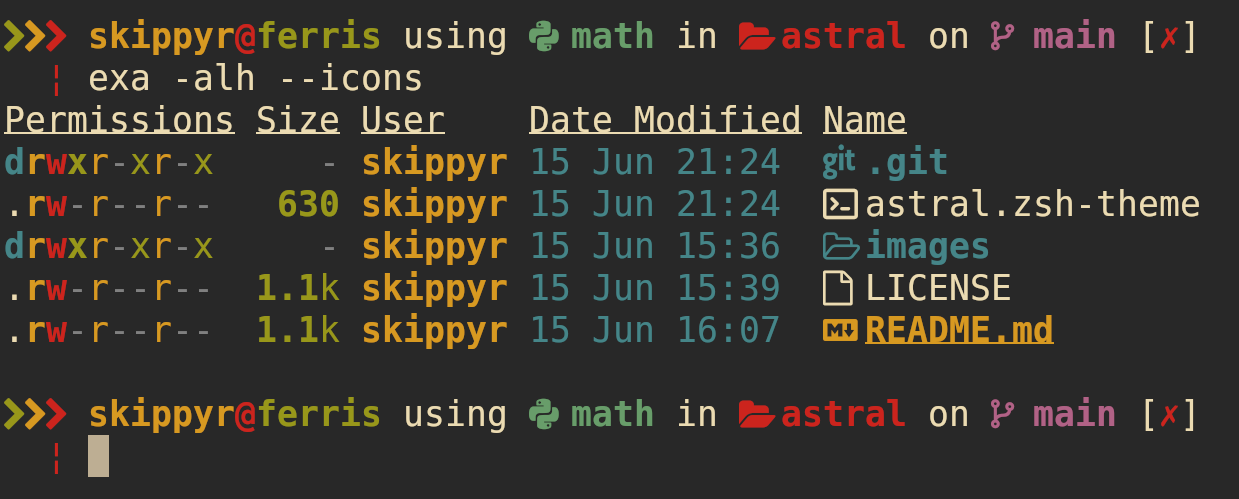 ❯❯❯ skippyr@ferris using math in astral on main [✗]
¦ exa -alh --icons
Permissions Size User Date Modified Name
drwxr-xr-x - skippyr 15 Jun 21:24 git .git
.rw-r--r-- 630 skippyr 15 Jun 21:24 astral.zsh-theme
drwxr-xr-x - skippyr 15 Jun 15:36 images
.rw-r--r-- 1.1k skippyr 15 Jun 15:39 LICENSE
.rw-r--r-- 1.1k skippyr 15 Jun 16:07 README.md
❯❯❯ skippyr@ferris using math in astral on main [✗]
¦